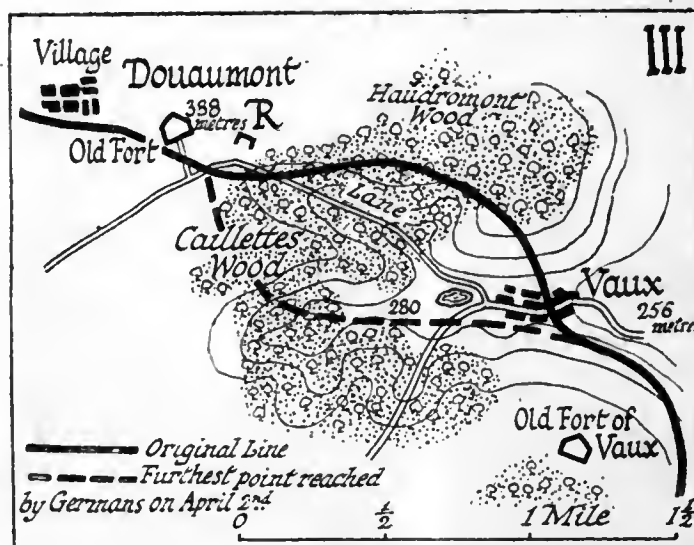 III
Village
Douaumont
388
metres
R
Old Fort
Haudromont
Wood
Lane
Caillettes
Wood
280
Vaux
256
metre
Old Fort of
Vaux
Original Line
Furthest point reached
by Germans on April 2nd
0 ½ 1 Mile 1½